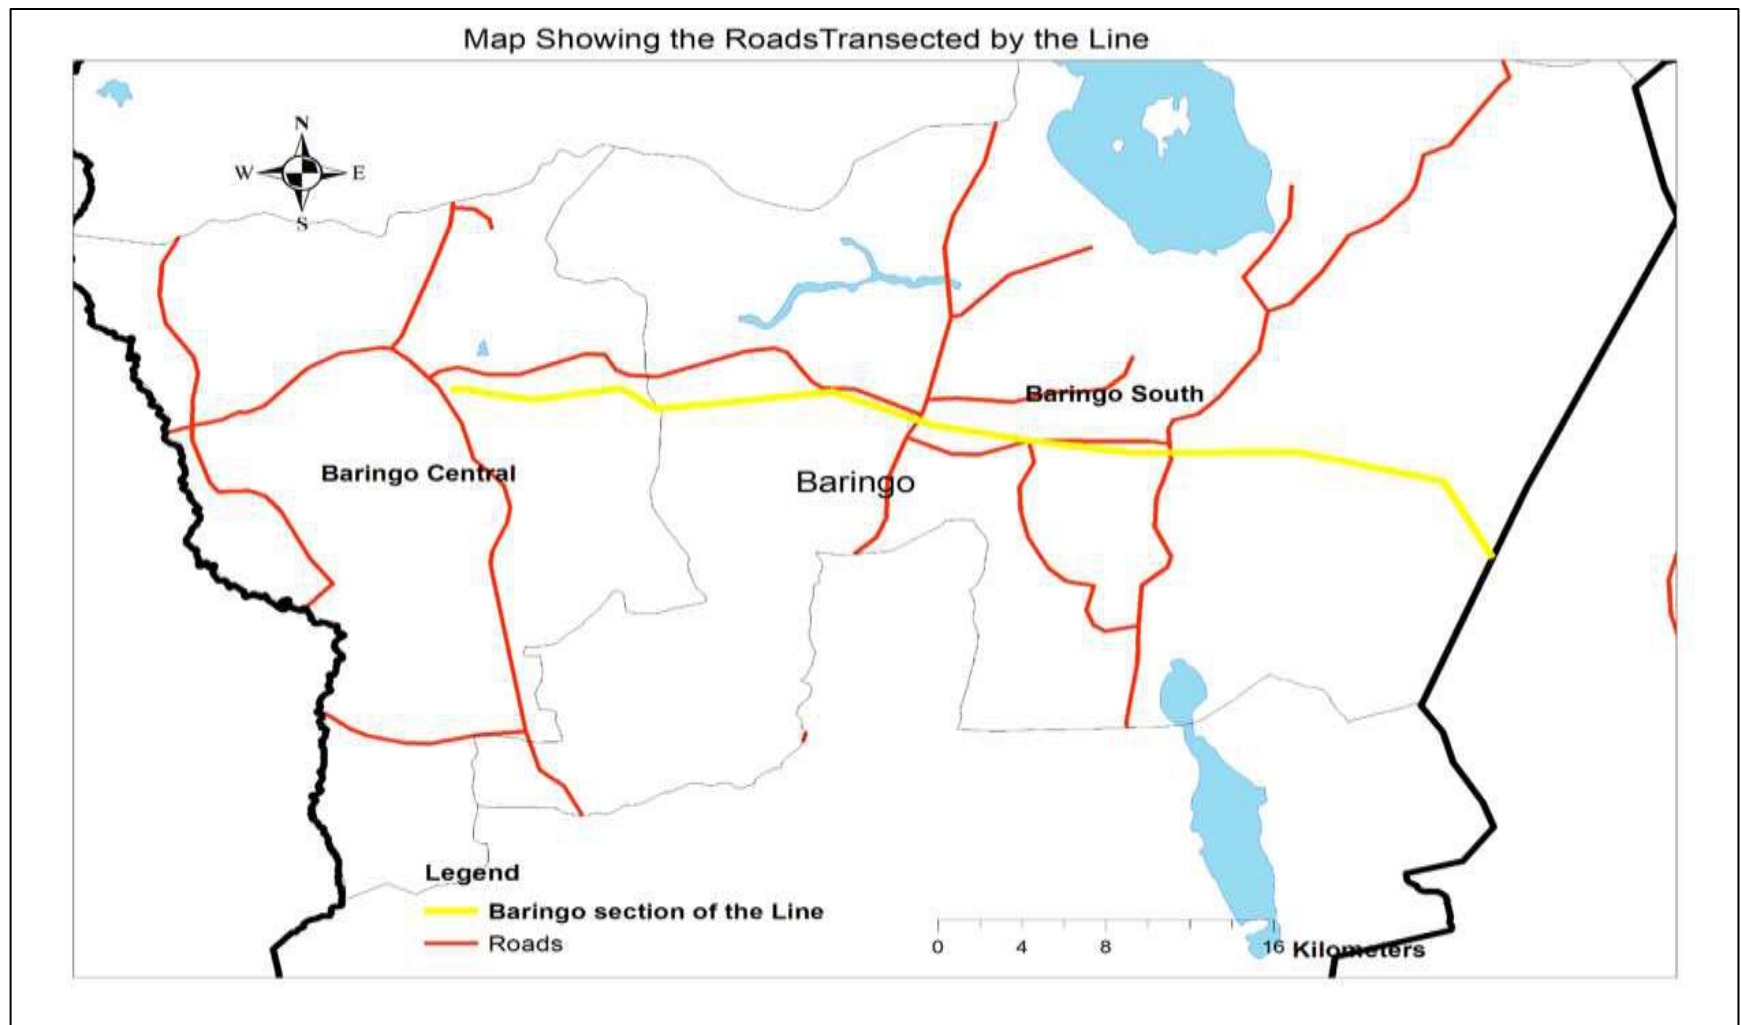 Map Showing the RoadsTransected by the Line
N
W E
S
Baringo South
Baringo Central
Baringo
Legend
Baringo section of the Line
Roads
0 4 8 16 Kilometers